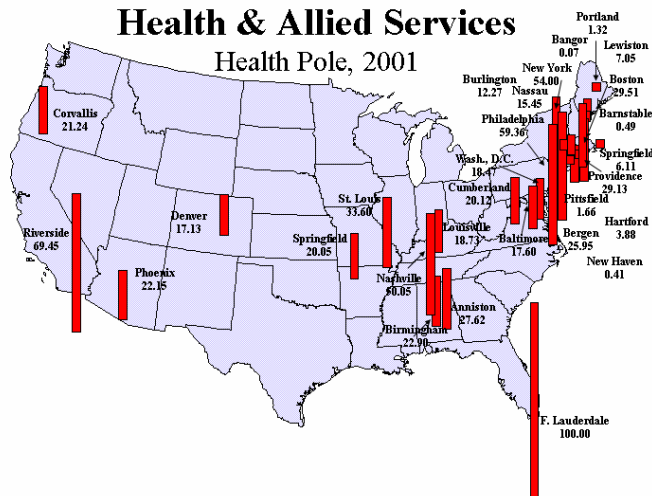 Health & Allied Services
Health Pole, 2001
Portland
1.32
Bangor
0.07
Lewiston
7.05
New York
54.00
Boston
29.51
Burlington
12.27
Nassau
15.45
Barnstable
0.49
Philadelphia
59.36
Springfield
6.11
Providence
29.13
Wash., D.C.
18.47
Cumberland
20.12
Pittsfield
1.66
Hartford
3.88
Bergen
25.95
Baltimore
17.60
New Haven
0.41
Corvallis
21.24
Riverside
69.45
Denver
17.13
Phoenix
22.15
St. Louis
33.60
Springfield
20.05
Louisville
18.73
Nashville
50.05
Anniston
27.62
Birmingham
22.90
F. Lauderdale
100.00